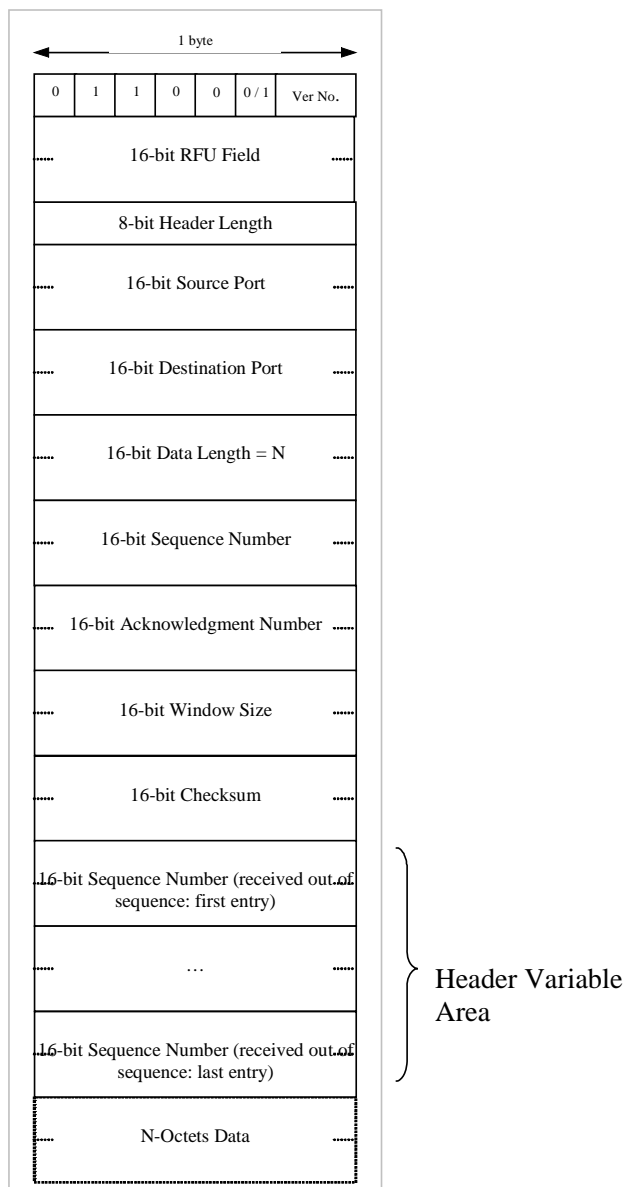 1 byte
0 1 1 0 0 0 / 1 Ver No.
16-bit RFU Field
8-bit Header Length
16-bit Source Port
16-bit Destination Port
16-bit Data Length = N
16-bit Sequence Number
16-bit Acknowledgment Number
16-bit Window Size
16-bit Checksum
16-bit Sequence Number (received out of
sequence: first entry)
…
16-bit Sequence Number (received out of
sequence: last entry)
Header Variable
Area
N-Octets Data